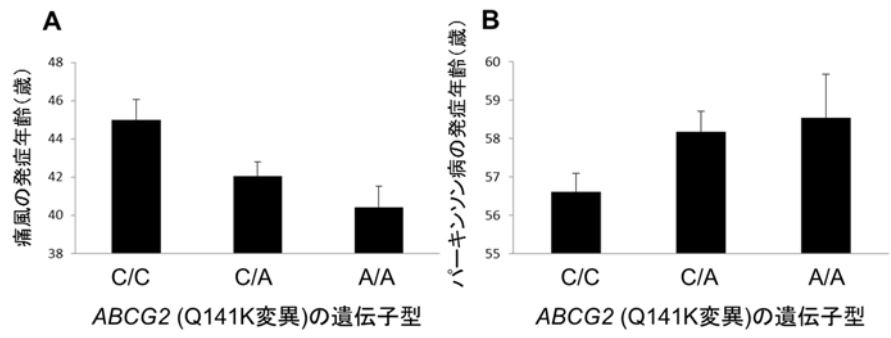 A
痛風の発症年齢(歳)
48
46
44
42
40
38
C/C C/A A/A
ABCG2 (Q141K変異)の遺伝子型
B
パーキンソン病の発症年齢(歳)
60
59
58
57
56
55
C/C C/A A/A
ABCG2 (Q141K変異)の遺伝子型